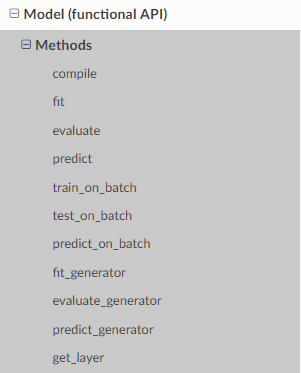 Model (functional API)
Methods
compile
fit
evaluate
predict
train_on_batch
test_on_batch
predict_on_batch
fit_generator
evaluate_generator
predict_generator
get_layer